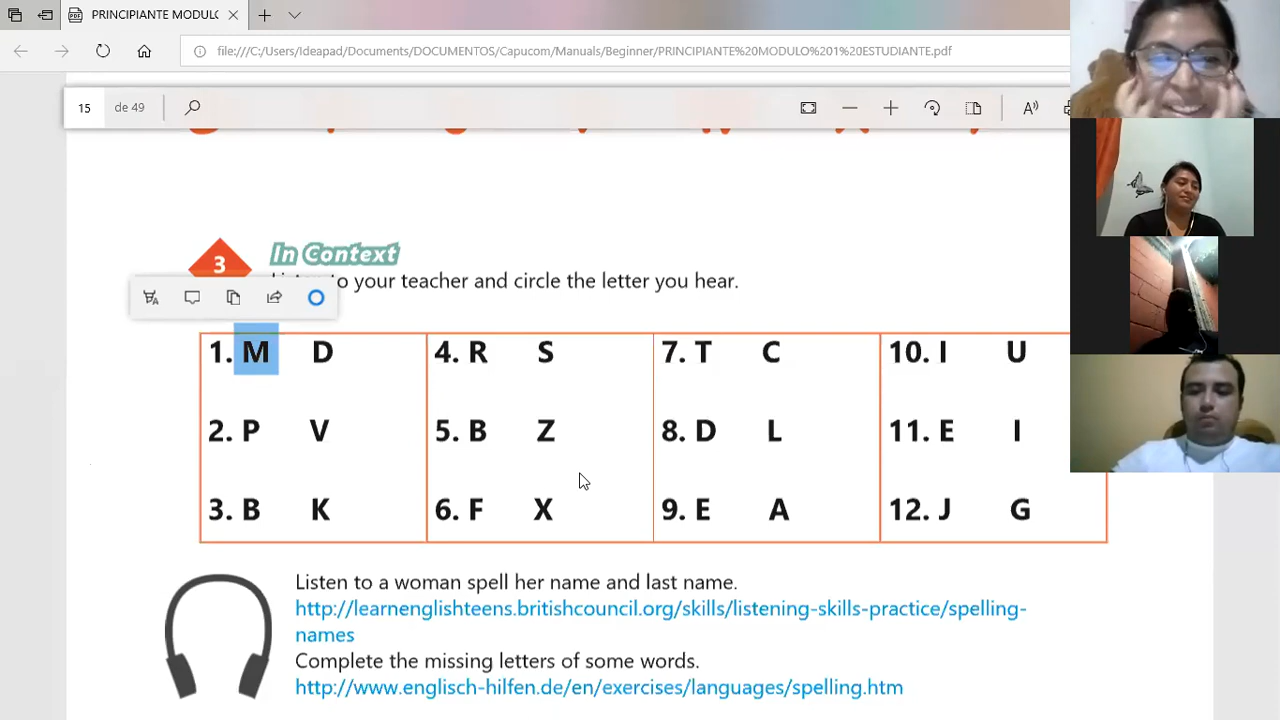 PRINCIPIANTE MODULO
file:///C:/Users/Ideapad/Documents/DOCUMENTOS/Capucom/Manuals/Beginner/PRINCIPIANTE%20MODULO%201%20ESTUDIANTE.pdf
15 de 49
3 In Context
to your teacher and circle the letter you hear.
1. M D 4. R S 7. T C 10. I U
2. P V 5. B Z 8. D L 11. E I
3. B K 6. F X 9. E A 12. J G
Listen to a woman spell her name and last name.
http://learnenglishteens.britishcouncil.org/skills/listening-skills-practice/spelling-
names
Complete the missing letters of some words.
http://www.englisch-hilfen.de/en/exercises/languages/spelling.htm